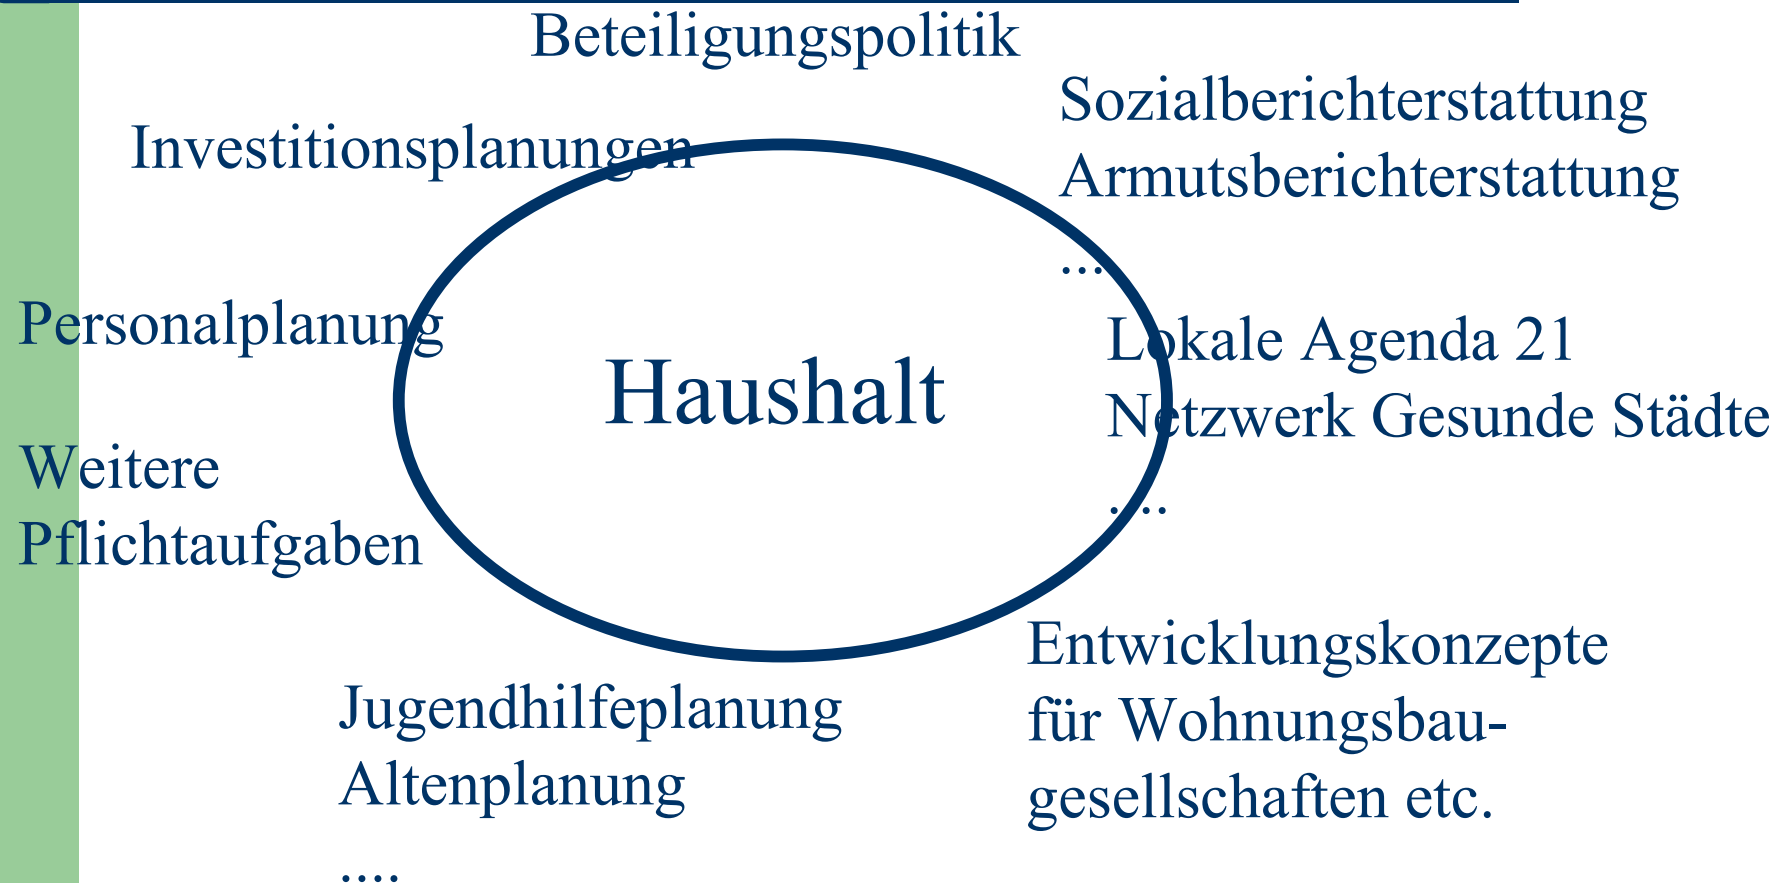 Beteiligungspolitik
Sozialberichterstattung
Armutsberichterstattung
...
Investitionsplanungen
Personalplanung
Haushalt
Lokale Agenda 21
Netzwerk Gesunde Städte
....
Weitere
Pflichtaufgaben
Entwicklungskonzepte
für Wohnungsbau-
gesellschaften etc.
Jugendhilfeplanung
Altenplanung
....